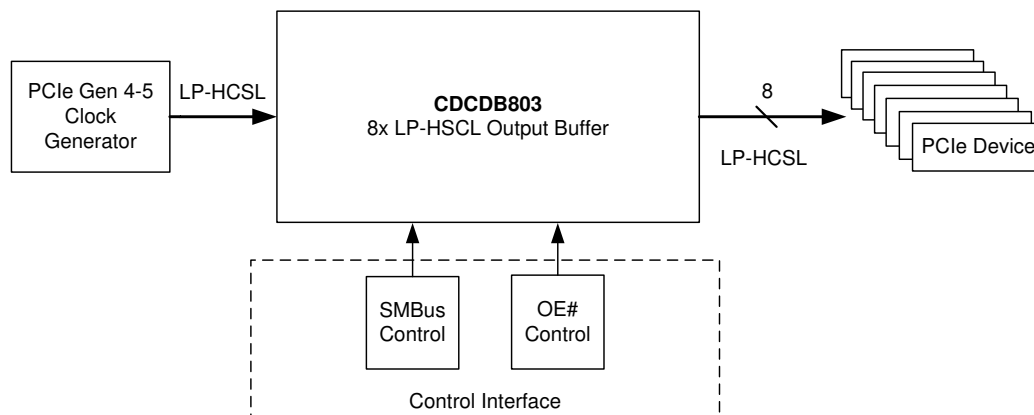 PCIe Gen 4-5
Clock
Generator
LP-HCSL
CDCDB803
8x LP-HSCL Output Buffer
8
LP-HCSL
PCIe Device
SMBus
Control
OE#
Control
Control Interface